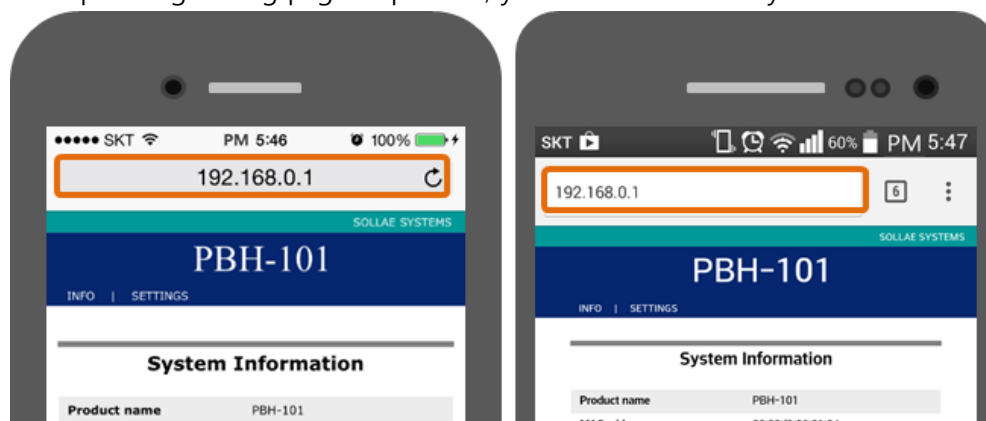 SKT PM 5:46 100%
192.168.0.1
SOLLAE SYSTEMS
PBH-101
INFO | SETTINGS
System Information
Product name PBH-101
SKT 60% PM 5:47
192.168.0.1 6
SOLLAE SYSTEMS
PBH-101
INFO | SETTINGS
System Information
Product name PBH-101